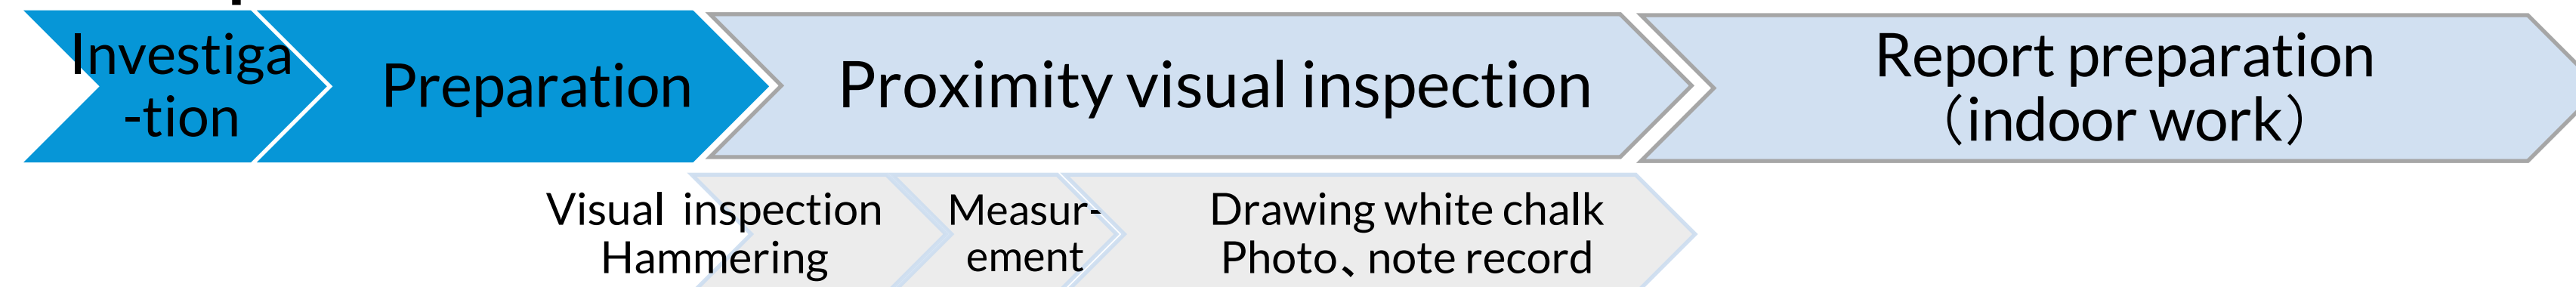 Investiga
-tion
Preparation
Proximity visual inspection
Report preparation
（indoor work）
Visual inspection
Hammering
Measur-
ement
Drawing white chalk
Photo、note record